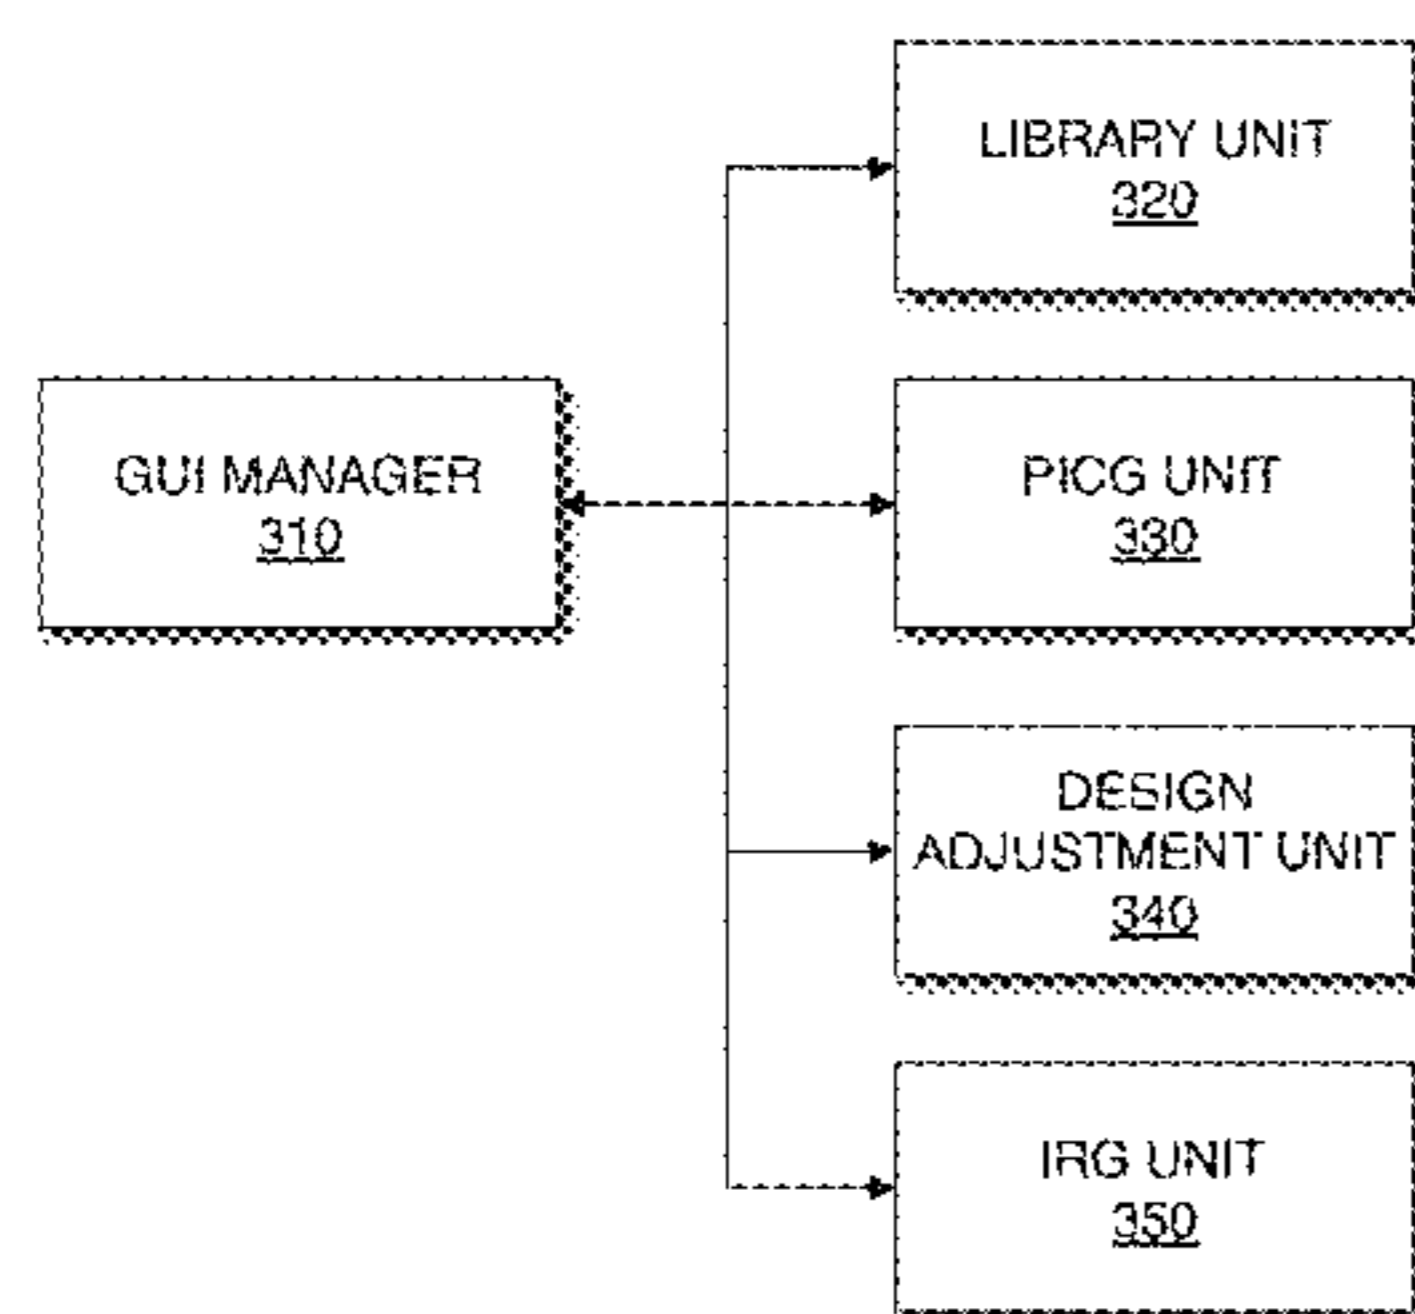 LIBRARY UNIT
320
GUI MANAGER
310
PICG UNIT
330
DESIGN
ADJUSTMENT UNIT
340
IRG UNIT
350